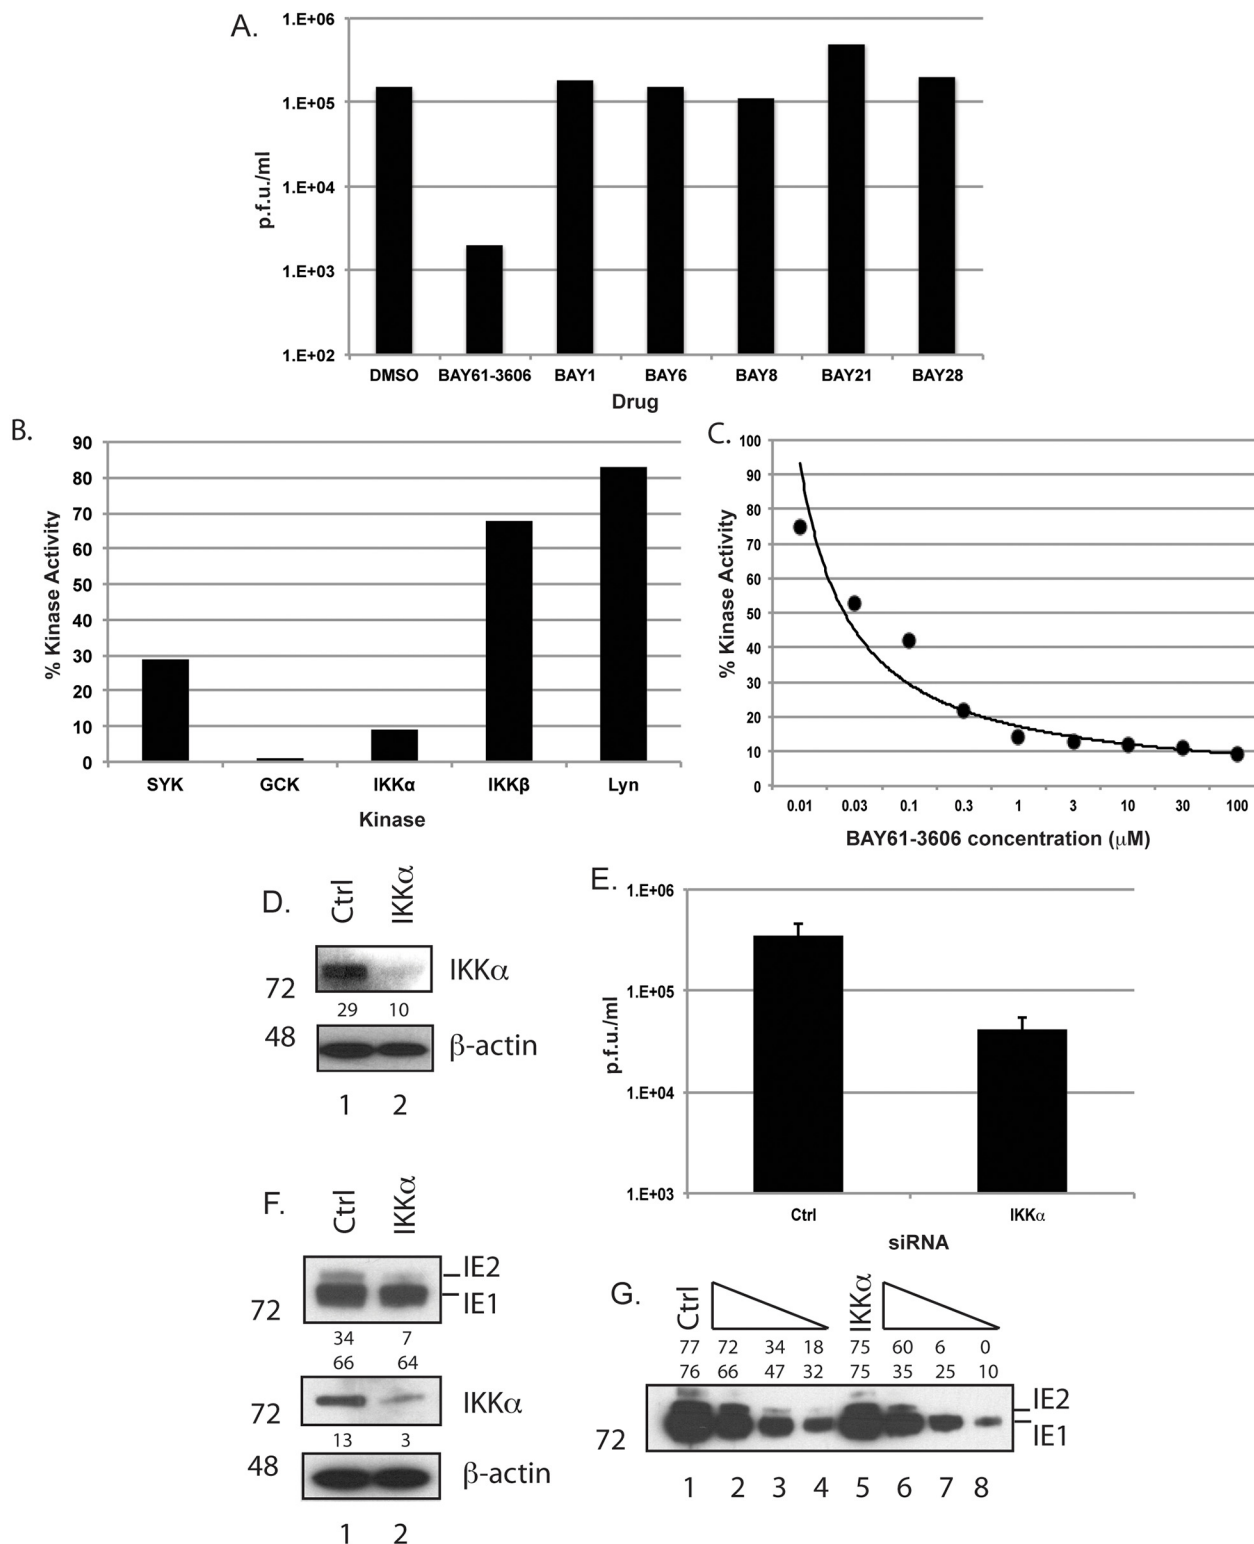 A.
p.f.u./ml
1.E+06
1.E+05
1.E+04
1.E+03
1.E+02
DMSO BAY61-3606 BAY1 BAY6 BAY8 BAY21 BAY28
Drug
B.
% Kinase Activity
90
80
70
60
50
40
30
20
10
0
SYK GCK IKKα IKKβ Lyn
Kinase
C.
% Kinase Activity
100
90
80
70
60
50
40
30
20
10
0
0.01 0.03 0.1 0.3 1 3 10 30 100
BAY61-3606 concentration (µM)
D.
Ctrl IKKα
72 IKKα
29 10
48 β-actin
1 2
E.
p.f.u./ml
1.E+06
1.E+05
1.E+04
1.E+03
Ctrl IKKα
siRNA
F.
Ctrl IKKα
IE2
72 IE1
34 7
66 64
72 IKKα
13 3
48 β-actin
1 2
G.
Ctrl IKKα
77 72 34 18 75 60 6 0
76 66 47 32 75 35 25 10
IE2
72 IE1
1 2 3 4 5 6 7 8